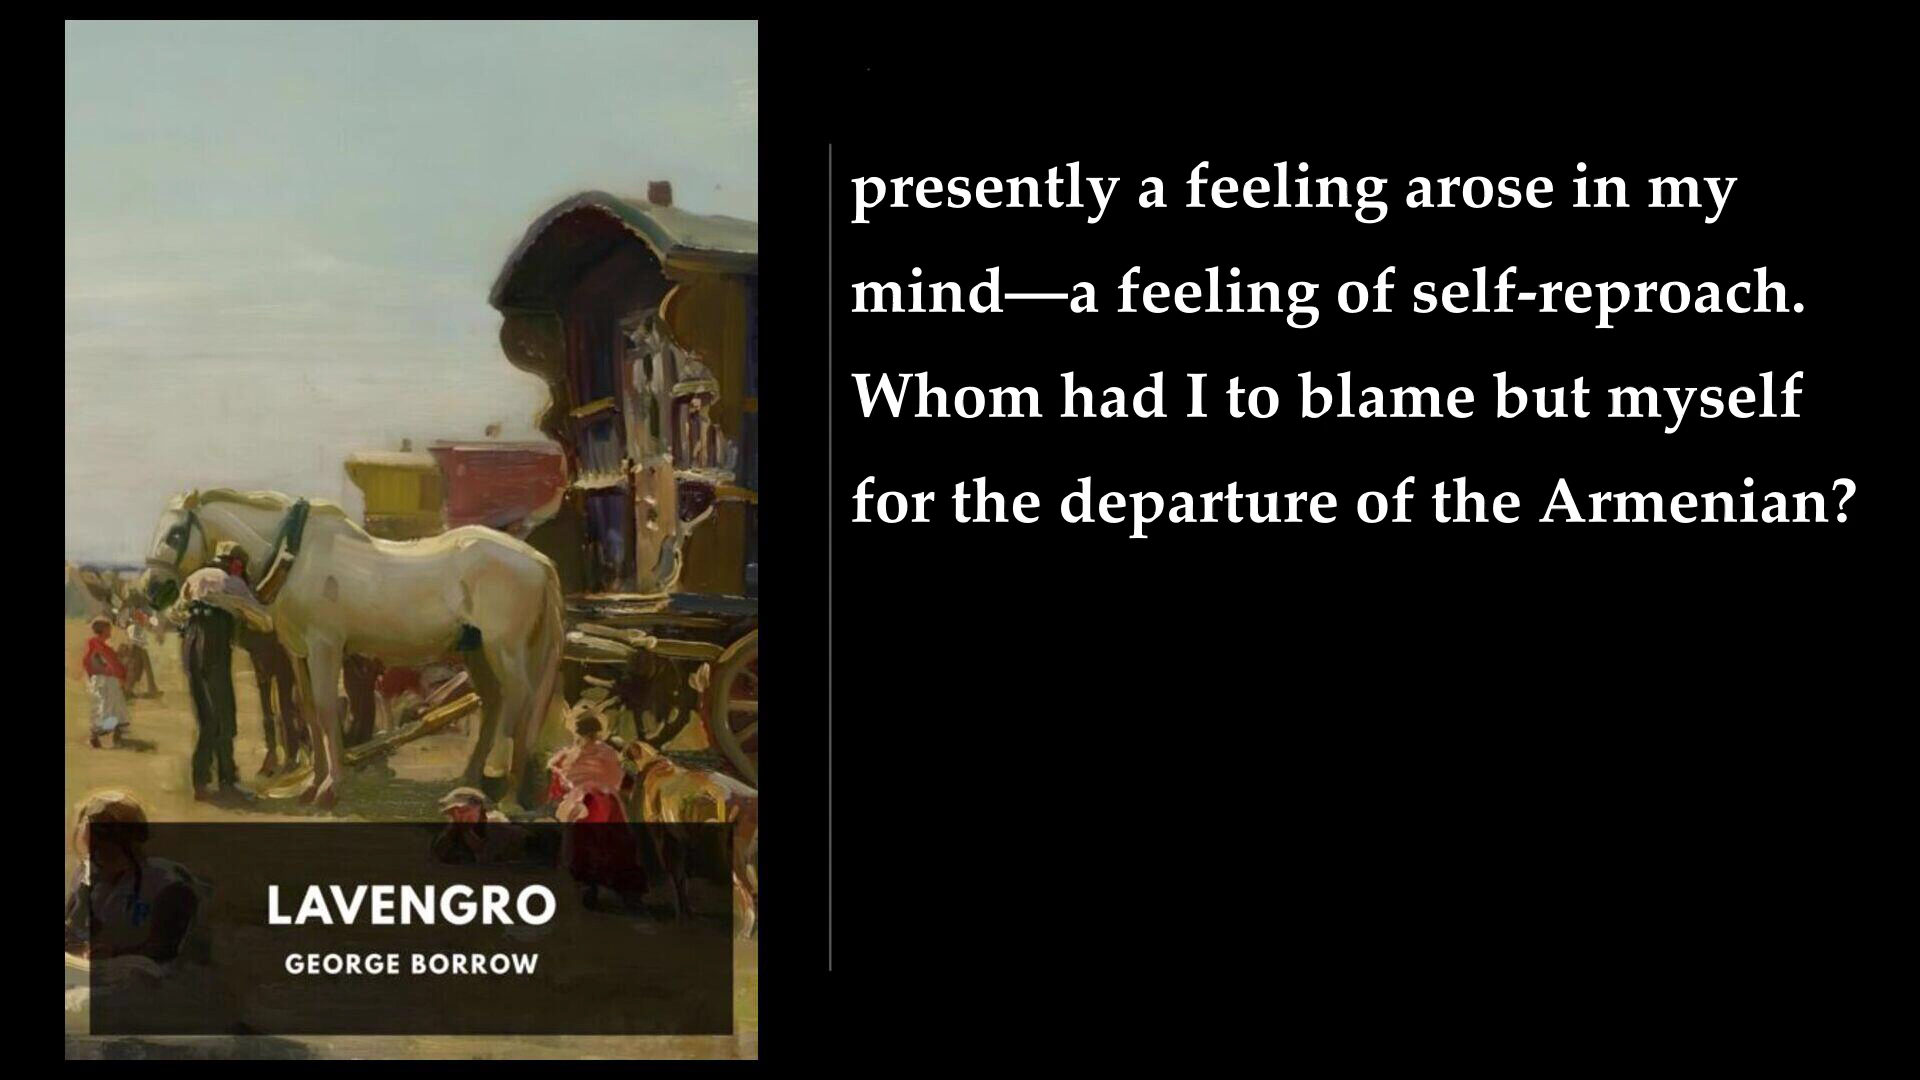 presently a feeling arose in my
mind—a feeling of self-reproach.
Whom had I to blame but myself
for the departure of the Armenian?
LAVENGRO
GEORGE BORROW